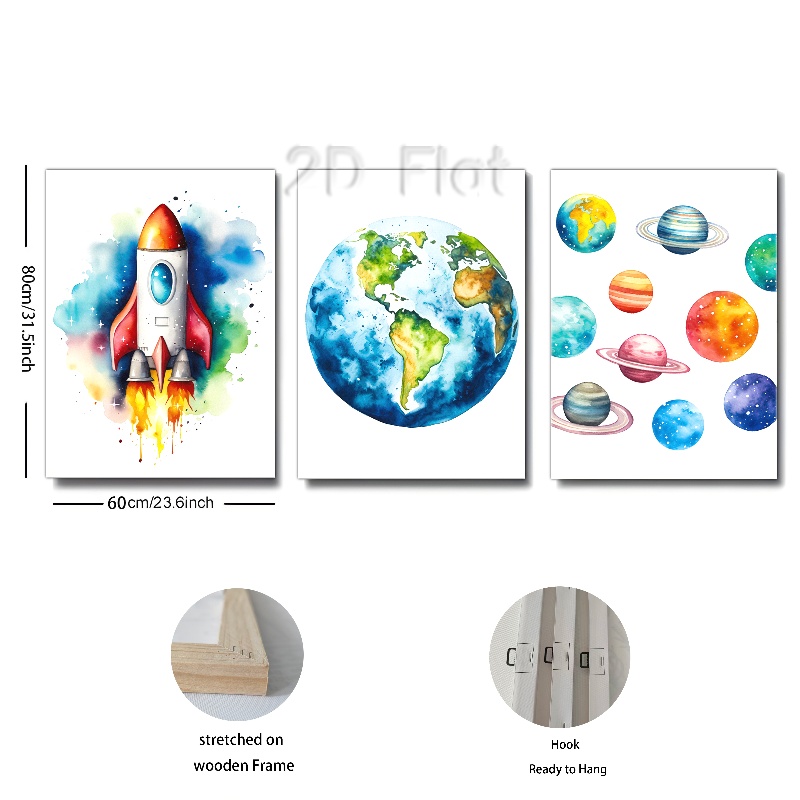 2D Flat
80cm/31.5inch
60cm/23.6inch
stretched on
wooden Frame
Hook
Ready to Hang